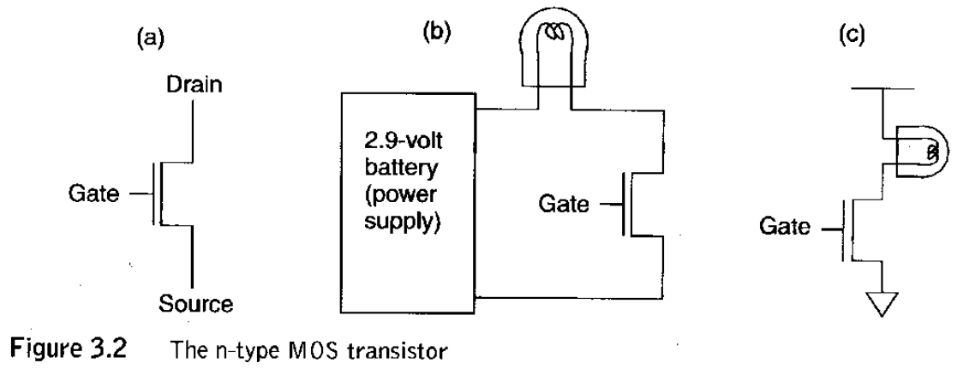 (a)
Drain
Gate
Source
(b)
2.9-volt
battery
(power
supply)
Gate
(c)
Gate
Figure 3.2 The n-type MOS transistor